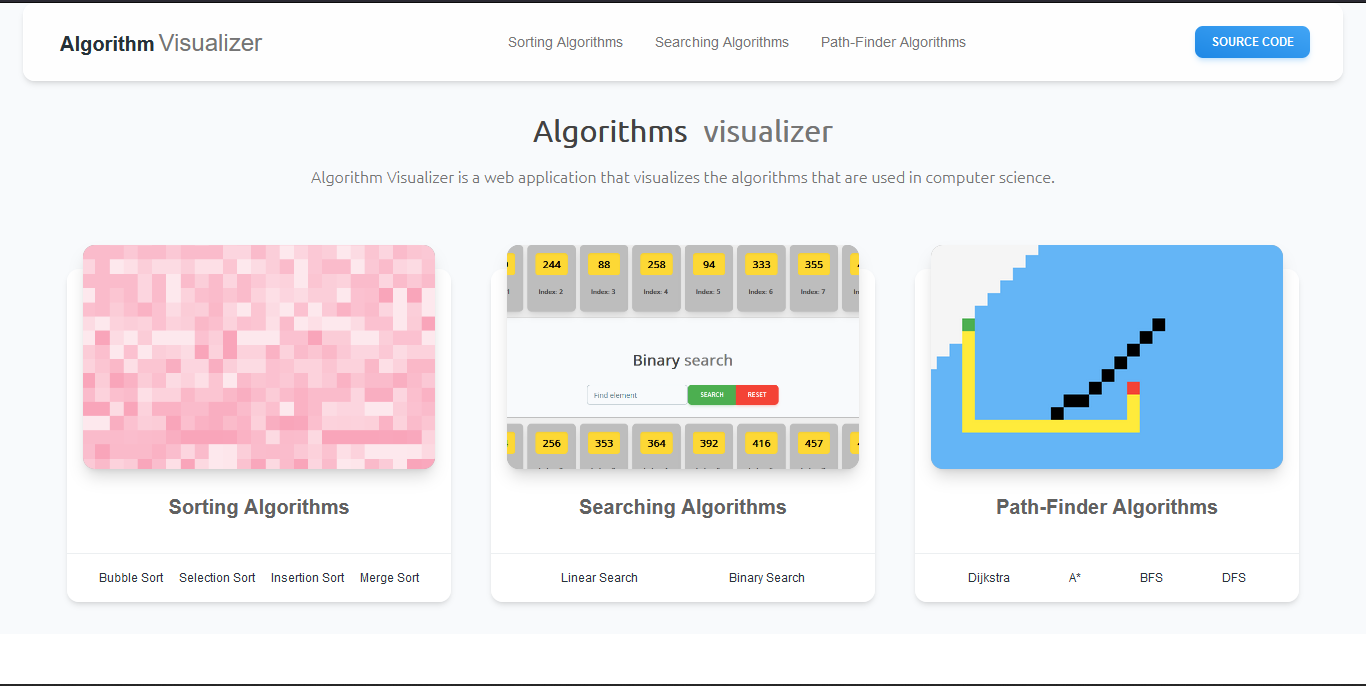 Algorithm Visualizer
Sorting Algorithms Searching Algorithms Path-Finder Algorithms
SOURCE CODE
Algorithms visualizer
Algorithm Visualizer is a web application that visualizes the algorithms that are used in computer science.
244 88 258 94 333 355
Index: 2 Index: 3 Index: 4 Index: 5 Index: 6 Index: 7
Binary search
Find element SEARCH RESET
256 353 364 392 416 457
Sorting Algorithms
Bubble Sort Selection Sort Insertion Sort Merge Sort
Searching Algorithms
Linear Search Binary Search
Path-Finder Algorithms
Dijkstra A* BFS DFS